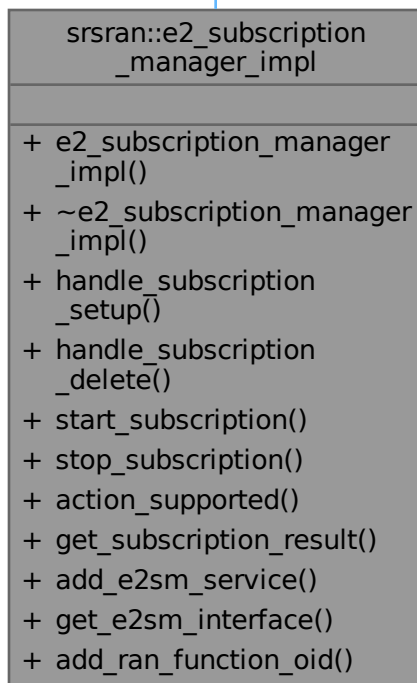 srsran::e2_subscription
_manager_impl
+ e2_subscription_manager
_impl()
+ ~e2_subscription_manager
_impl()
+ handle_subscription
_setup()
+ handle_subscription
_delete()
+ start_subscription()
+ stop_subscription()
+ action_supported()
+ get_subscription_result()
+ add_e2sm_service()
+ get_e2sm_interface()
+ add_ran_function_oid()